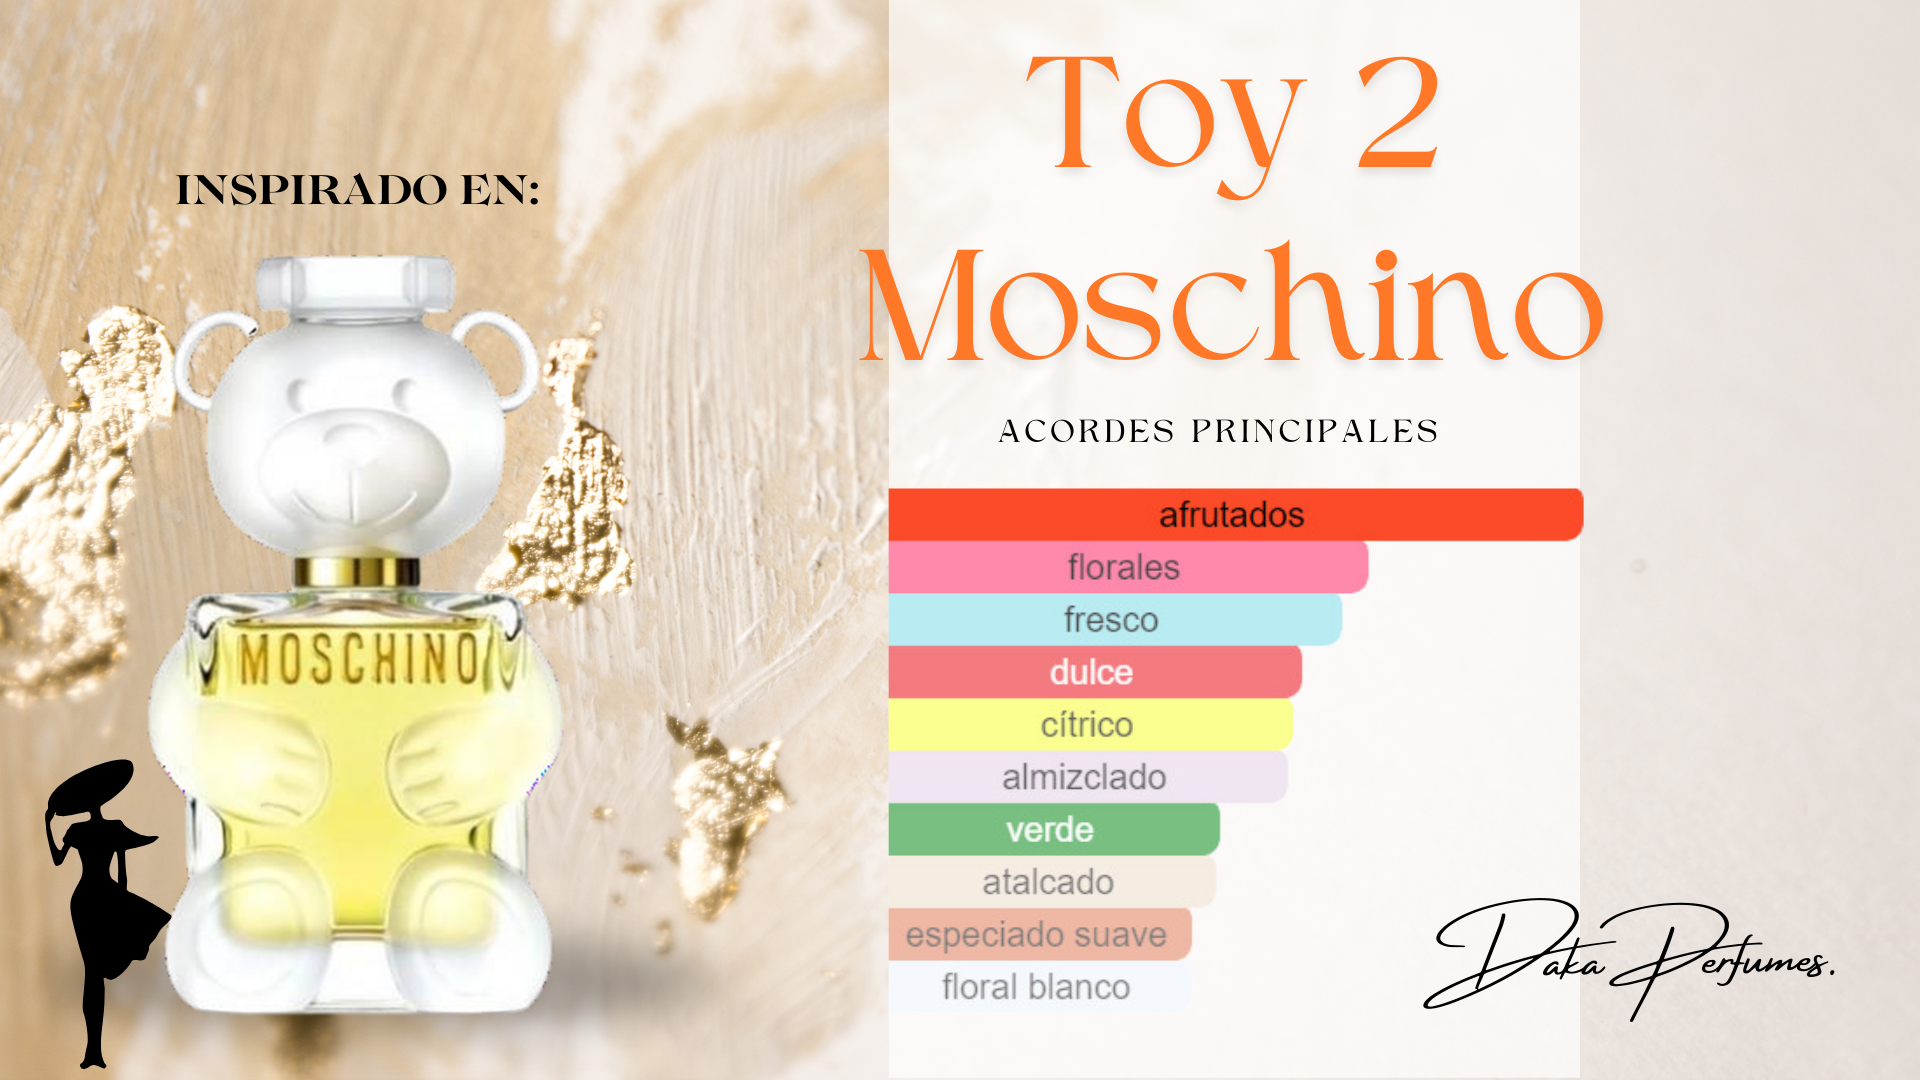 INSPIRADO EN:
MOSCHINO
Toy 2
Moschino
ACORDES PRINCIPALES
afrutados
florales
fresco
dulce
cítrico
almizclado
verde
atalcado
especiado suave
floral blanco
Daka Perfumes.